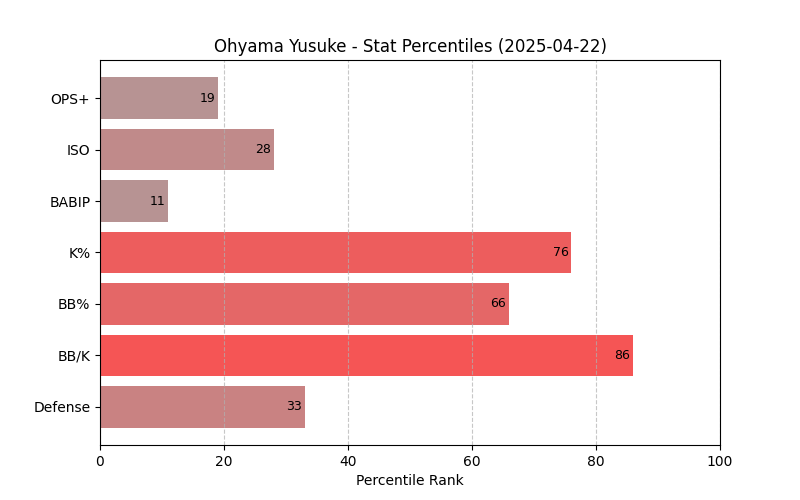 Ohyama Yusuke - Stat Percentiles (2025-04-22)
OPS+ 19
ISO 28
BABIP 11
K% 76
BB% 66
BB/K 86
Defense 33
0 20 40 60 80 100
Percentile Rank